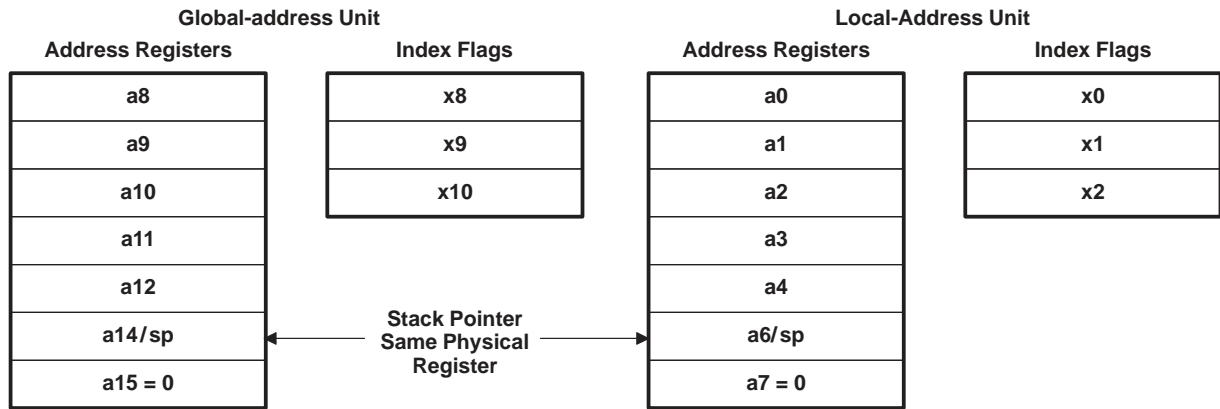 Global-address Unit
Local-Address Unit
Address Registers
Index Flags
Address Registers
Index Flags
a8
x8
a0
x0
a9
x9
a1
x1
a10
x10
a2
x2
a11
a3
a12
a4
a14/sp
Stack Pointer
Same Physical
Register
a6/sp
a15 = 0
a7 = 0